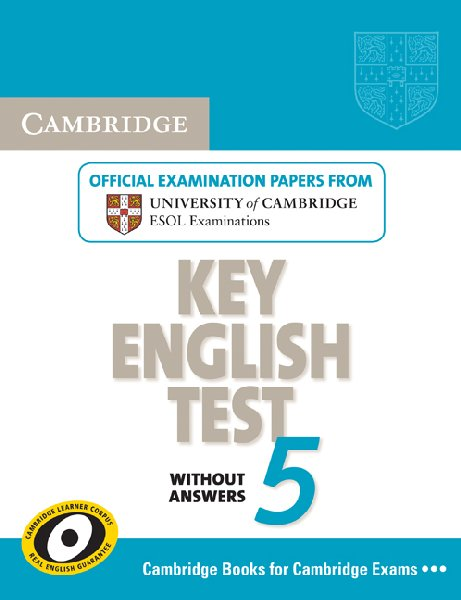 CAMBRIDGE
OFFICIAL EXAMINATION PAPERS FROM
UNIVERSITY of CAMBRIDGE
ESOL Examinations
KEY
ENGLISH
TEST
WITHOUT
ANSWERS
5
CAMBRIDGE LEARNER CORPUS
REAL ENGLISH GUARANTEE
Cambridge Books for Cambridge Exams •••